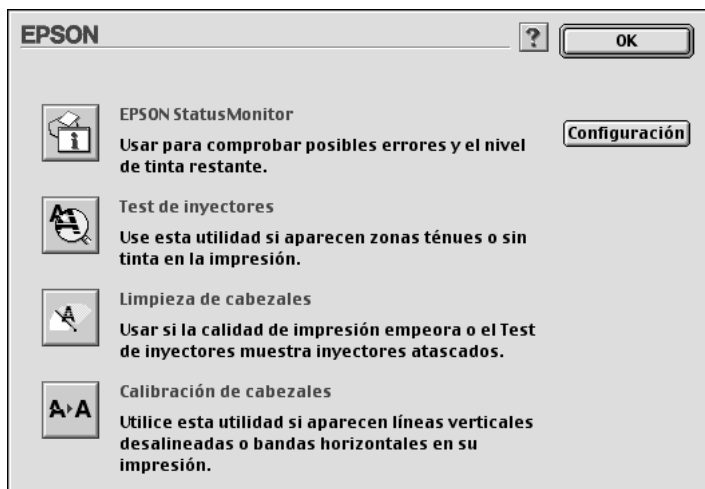 EPSON
?
OK
EPSON StatusMonitor
Usar para comprobar posibles errores y el nivel
de tinta restante.
Configuración
Test de inyectores
Use esta utilidad si aparecen zonas ténues o sin
tinta en la impresión.
Limpieza de cabezales
Usar si la calidad de impresión empeora o el Test
de inyectores muestra inyectores atascados.
Calibración de cabezales
A▸A
Utilice esta utilidad si aparecen líneas verticales
desalineadas o bandas horizontales en su
impresión.